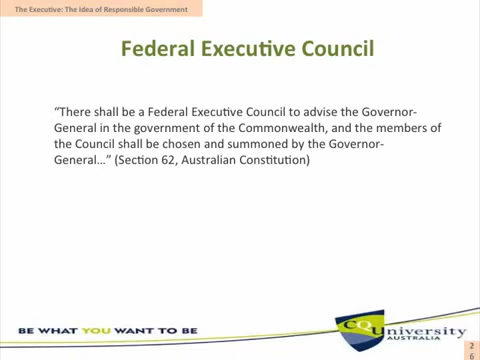 The Executive: The Idea of Responsible Government
Federal Executive Council
“There shall be a Federal Executive Council to advise the Governor-
General in the government of the Commonwealth, and the members of
the Council shall be chosen and summoned by the Governor-
General…” (Section 62, Australian Constitution)
BE WHAT YOU WANT TO BE
CQUniversity
AUSTRALIA
2
6